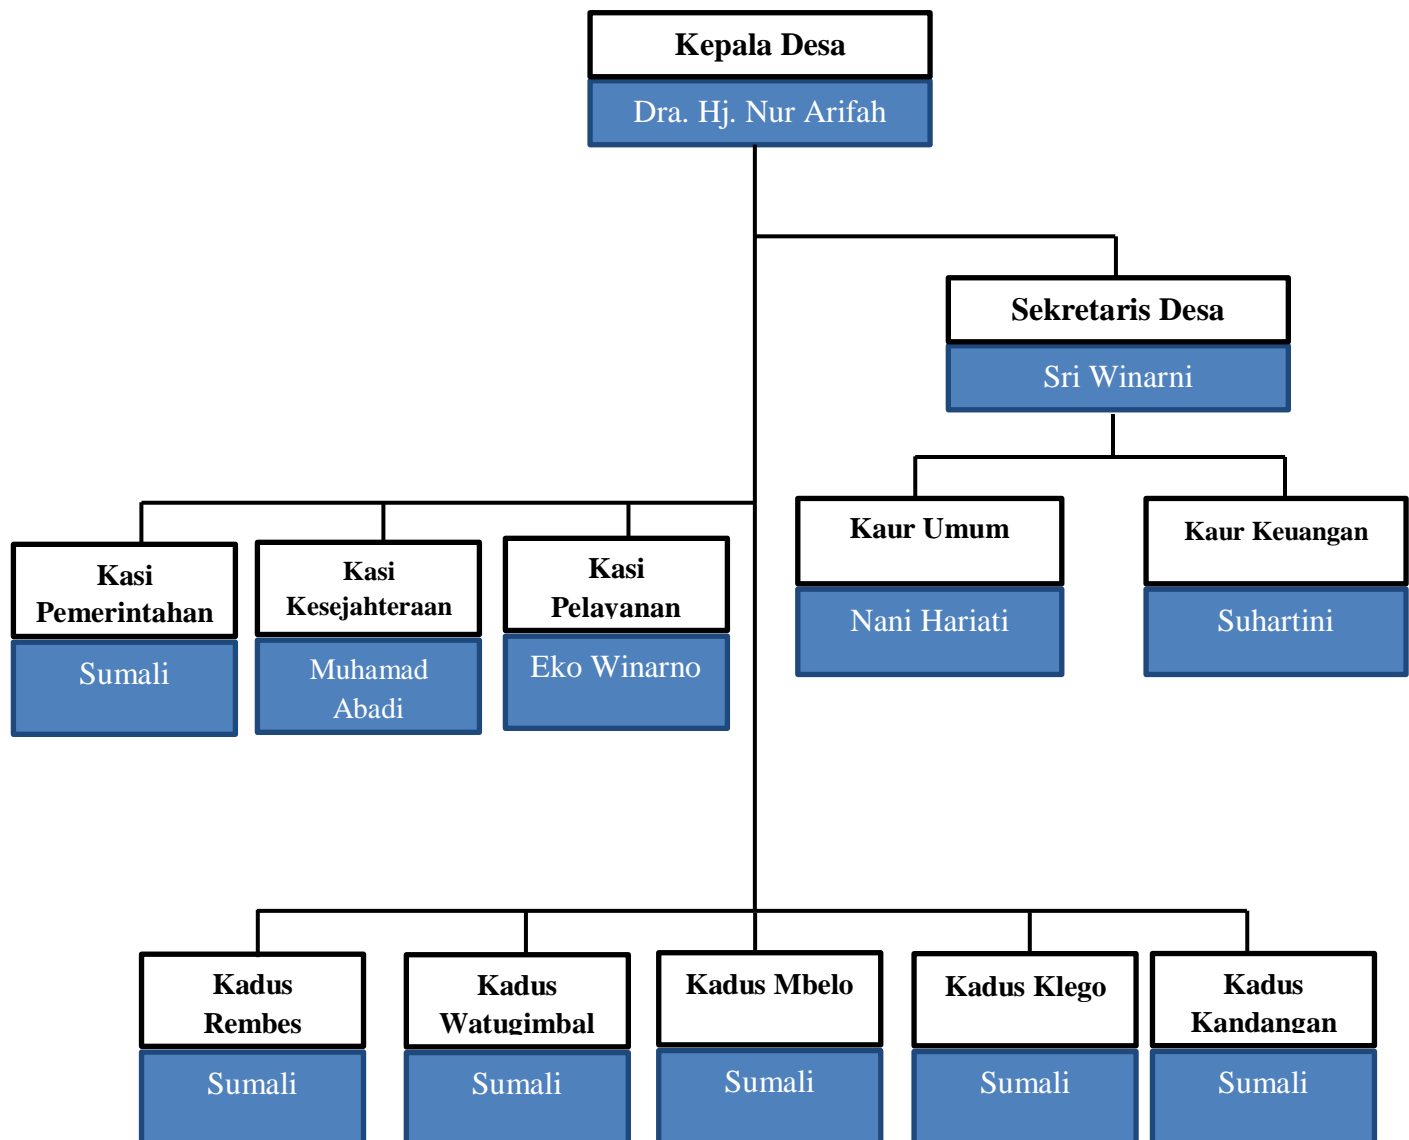 Kepala Desa
Dra. Hj. Nur Arifah
Sekretaris Desa
Sri Winarni
Kaur Umum
Nani Hariati
Kaur Keuangan
Suhartini
Kasi
Pemerintahan
Sumali
Kasi
Kesejahteraan
Muhamad
Abadi
Kasi
Pelayanan
Eko Winarno
Kadus
Rembes
Sumali
Kadus
Watugimbal
Sumali
Kadus Mbelo
Sumali
Kadus Klego
Sumali
Kadus
Kandangan
Sumali